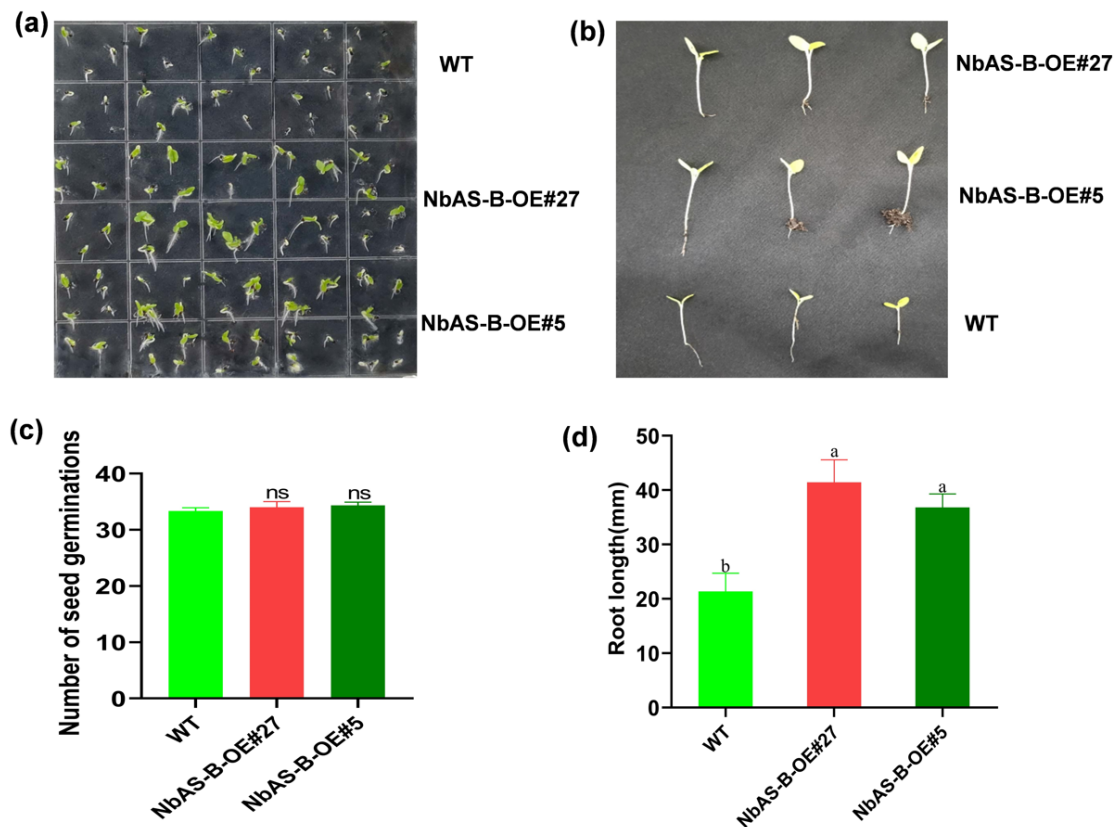 (a)
WT
NbAS-B-OE#27
NbAS-B-OE#5
(b)
NbAS-B-OE#27
NbAS-B-OE#5
WT
(c)
Number of seed germinations
40
30
20
10
0
ns
ns
WT
NbAS-B-OE#27
NbAS-B-OE#5
(d)
Root length(mm)
50
40
30
20
10
0
b
a
a
WT
NbAS-B-OE#27
NbAS-B-OE#5